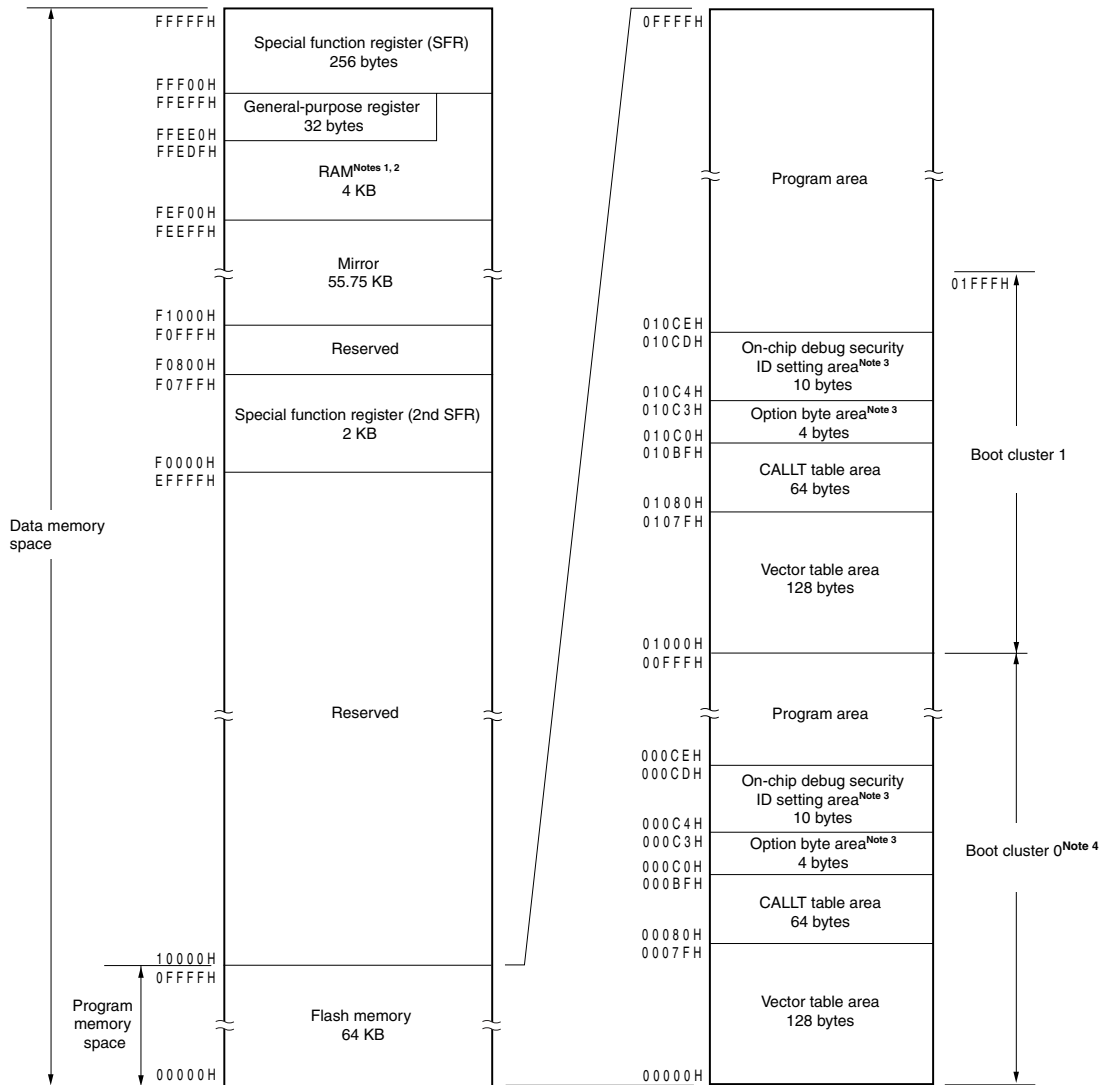 FFFFFH
Special function register (SFR)
256 bytes
FFF00H
FFEFFH
General-purpose register
32 bytes
FFEE0H
FFEDFH
RAMNotes 1, 2
4 KB
FEF00H
FEEFFH
Mirror
55.75 KB
F1000H
F0FFFH
Reserved
F0800H
F07FFH
Special function register (2nd SFR)
2 KB
F0000H
EFFFFH
Data memory
space
Reserved
10000H
0FFFFH
Program
memory
space
Flash memory
64 KB
00000H
0FFFFH
Program area
01FFFH
010CEH
010CDH
On-chip debug security
ID setting areaNote 3
10 bytes
010C4H
010C3H
Option byte areaNote 3
4 bytes
010C0H
010BFH
Boot cluster 1
CALLT table area
64 bytes
01080H
0107FH
Vector table area
128 bytes
01000H
00FFFH
Program area
000CEH
000CDH
On-chip debug security
ID setting areaNote 3
10 bytes
000C4H
000C3H
Option byte areaNote 3
4 bytes
Boot cluster 0Note 4
000C0H
000BFH
CALLT table area
64 bytes
00080H
0007FH
Vector table area
128 bytes
00000H